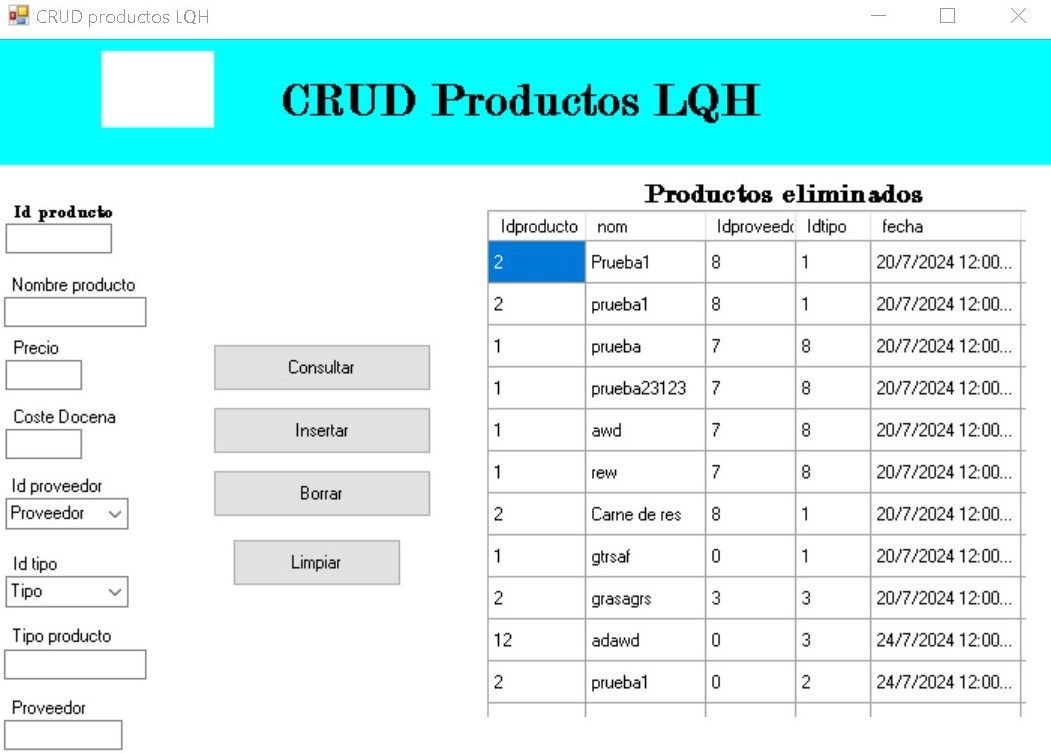 CRUD productos LQH
CRUD Productos LQH
Id producto
Nombre producto
Precio
Coste Docena
Id proveedor
Proveedor
Id tipo
Tipo
Tipo producto
Proveedor
Consultar
Insertar
Borrar
Limpiar
Productos eliminados
Idproducto nom Idproveedo Idtipo fecha
2 Prueba1 8 1 20/7/2024 12:00...
2 prueba1 8 1 20/7/2024 12:00...
1 prueba 7 8 20/7/2024 12:00...
1 prueba23123 7 8 20/7/2024 12:00...
1 awd 7 8 20/7/2024 12:00...
1 rew 7 8 20/7/2024 12:00...
2 Carne de res 8 1 20/7/2024 12:00...
1 gtrsaf 0 1 20/7/2024 12:00...
2 grasagrs 3 3 20/7/2024 12:00...
12 adawd 0 3 24/7/2024 12:00...
2 prueba1 0 2 24/7/2024 12:00...